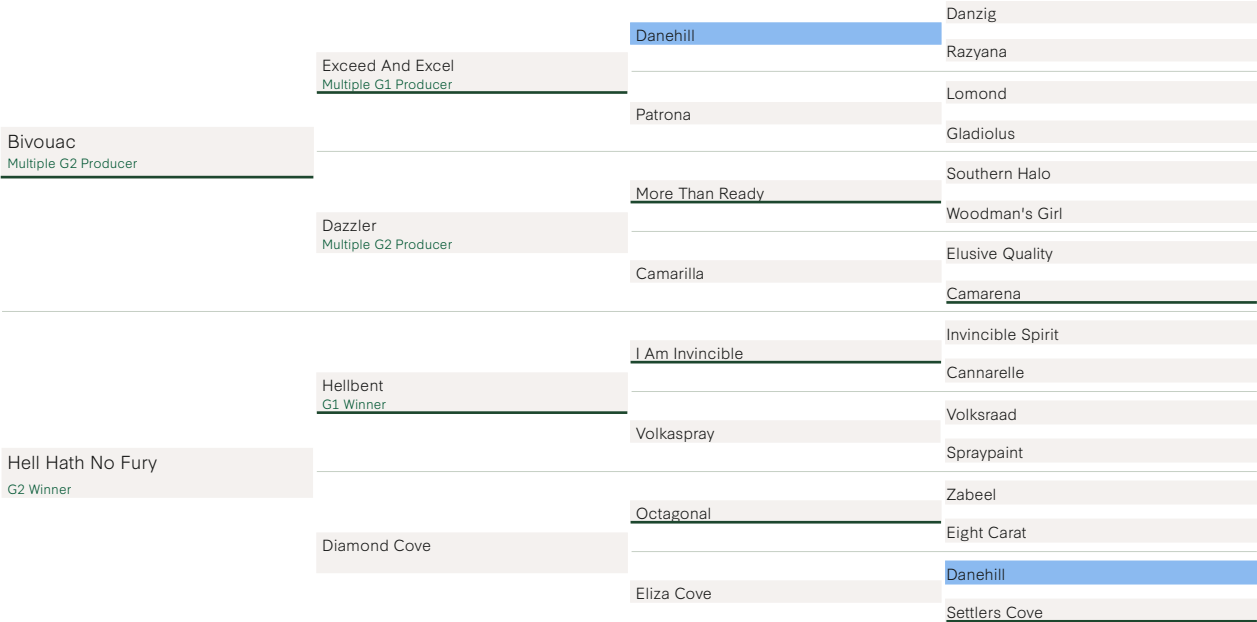 Bivouac
Multiple G2 Producer
Hell Hath No Fury
G2 Winner
Exceed And Excel
Multiple G1 Producer
Dazzler
Multiple G2 Producer
Hellbent
G1 Winner
Diamond Cove
Danehill
Patrona
More Than Ready
Camarilla
I Am Invincible
Volkaspray
Octagonal
Eliza Cove
Danzig
Razyana
Lomond
Gladiolus
Southern Halo
Woodman's Girl
Elusive Quality
Camarena
Invincible Spirit
Cannarelle
Volksraad
Spraypaint
Zabeel
Eight Carat
Danehill
Settlers Cove